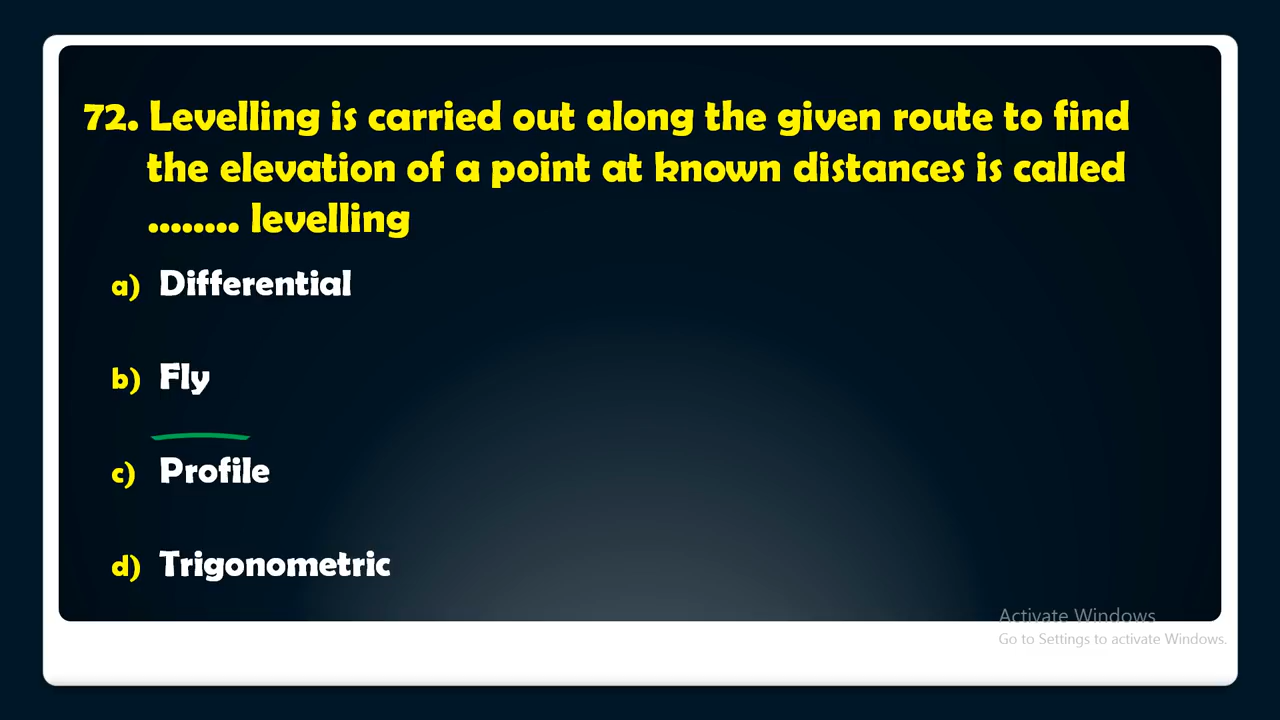 72. Levelling is carried out along the given route to find
the elevation of a point at known distances is called
........ levelling
a) Differential
b) Fly
c) Profile
d) Trigonometric
Activate Windows
Go to Settings to activate Windows.